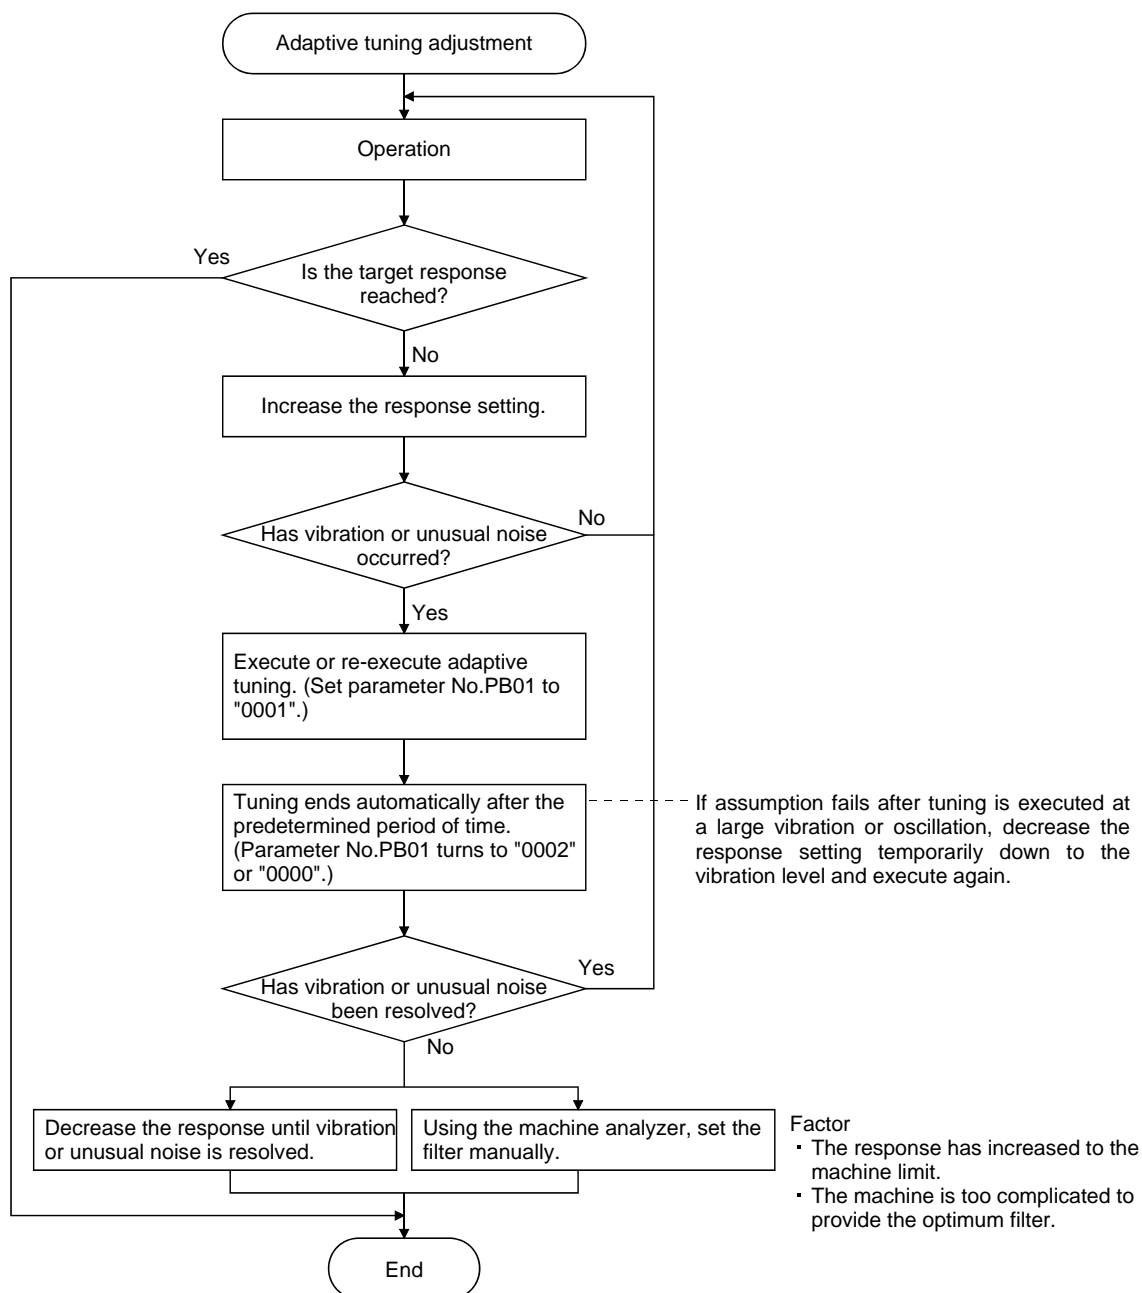 Adaptive tuning adjustment
Operation
Yes
Is the target response
reached?
No
Increase the response setting.
Has vibration or unusual noise
occurred?
No
Yes
Execute or re-execute adaptive
tuning. (Set parameter No.PB01 to
"0001".)
Tuning ends automatically after the
predetermined period of time.
(Parameter No.PB01 turns to "0002"
or "0000".)
If assumption fails after tuning is executed at
a large vibration or oscillation, decrease the
response setting temporarily down to the
vibration level and execute again.
Has vibration or unusual noise
been resolved?
Yes
No
Decrease the response until vibration
or unusual noise is resolved.
Using the machine analyzer, set the
filter manually.
Factor
· The response has increased to the
machine limit.
· The machine is too complicated to
provide the optimum filter.
End